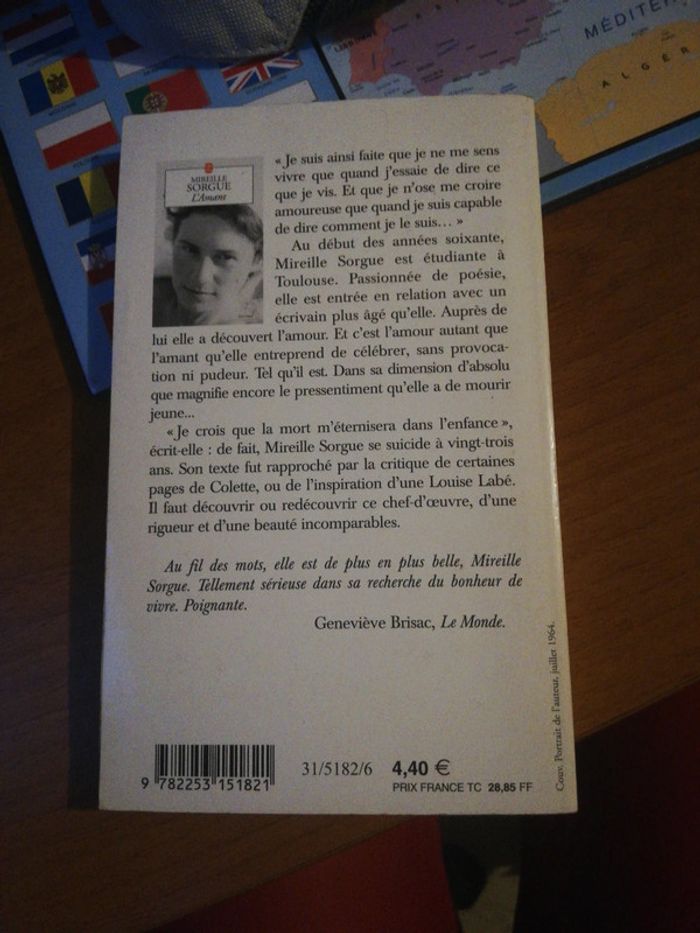 MÉDITE
ALGÉR
MIREILLE
SORGUE
L'Amant
« Je suis ainsi faite que je ne me sens
vivre que quand j'essaie de dire ce
que je vis. Et que je n'ose me croire
amoureuse que quand je suis capable
de dire comment je le suis… »
Au début des années soixante,
Mireille Sorgue est étudiante à
Toulouse. Passionnée de poésie,
elle est entrée en relation avec un
écrivain plus âgé qu'elle. Auprès de
lui elle a découvert l'amour. Et c'est l'amour autant que
l'amant qu'elle entreprend de célébrer, sans provoca-
tion ni pudeur. Tel qu'il est. Dans sa dimension d'absolu
que magnifie encore le pressentiment qu'elle a de mourir
jeune...
« Je crois que la mort m'éternisera dans l'enfance »,
écrit-elle : de fait, Mireille Sorgue se suicide à vingt-trois
ans. Son texte fut rapproché par la critique de certaines
pages de Colette, ou de l'inspiration d'une Louise Labé.
Il faut découvrir ou redécouvrir ce chef-d'œuvre, d'une
rigueur et d'une beauté incomparables.
Au fil des mots, elle est de plus en plus belle, Mireille
Sorgue. Tellement sérieuse dans sa recherche du bonheur de
vivre. Poignante.
Geneviève Brisac, Le Monde.
Couv. Portrait de l'auteur, juillet 1964.
9 782253 151821
31/5182/6
4,40 €
PRIX FRANCE TC 28,85 FF